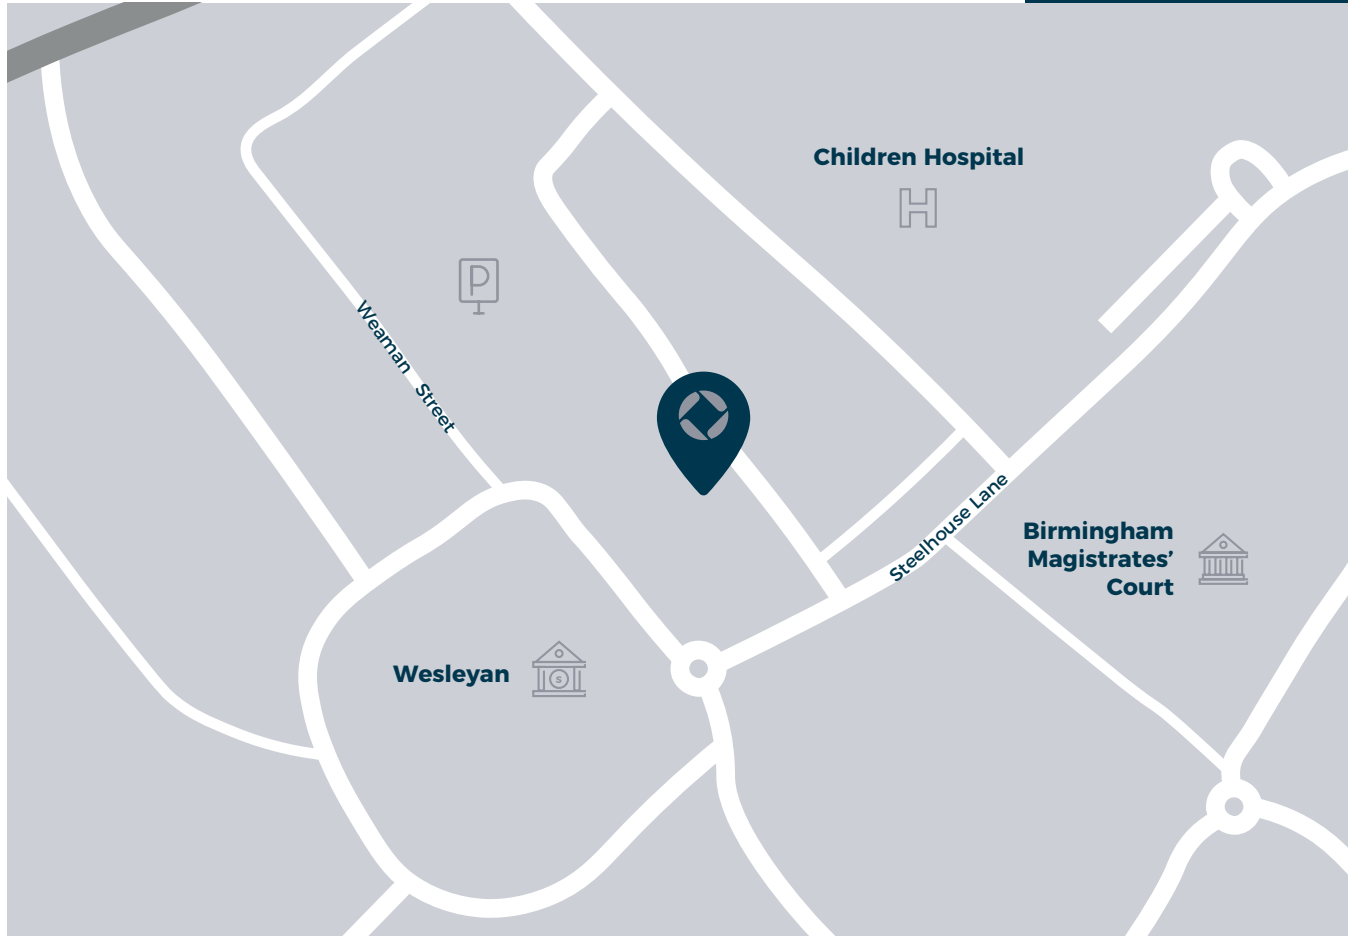 Children Hospital
H
P
Weaman Street
Steelhouse Lane
Birmingham
Magistrates’
Court
Wesleyan
S